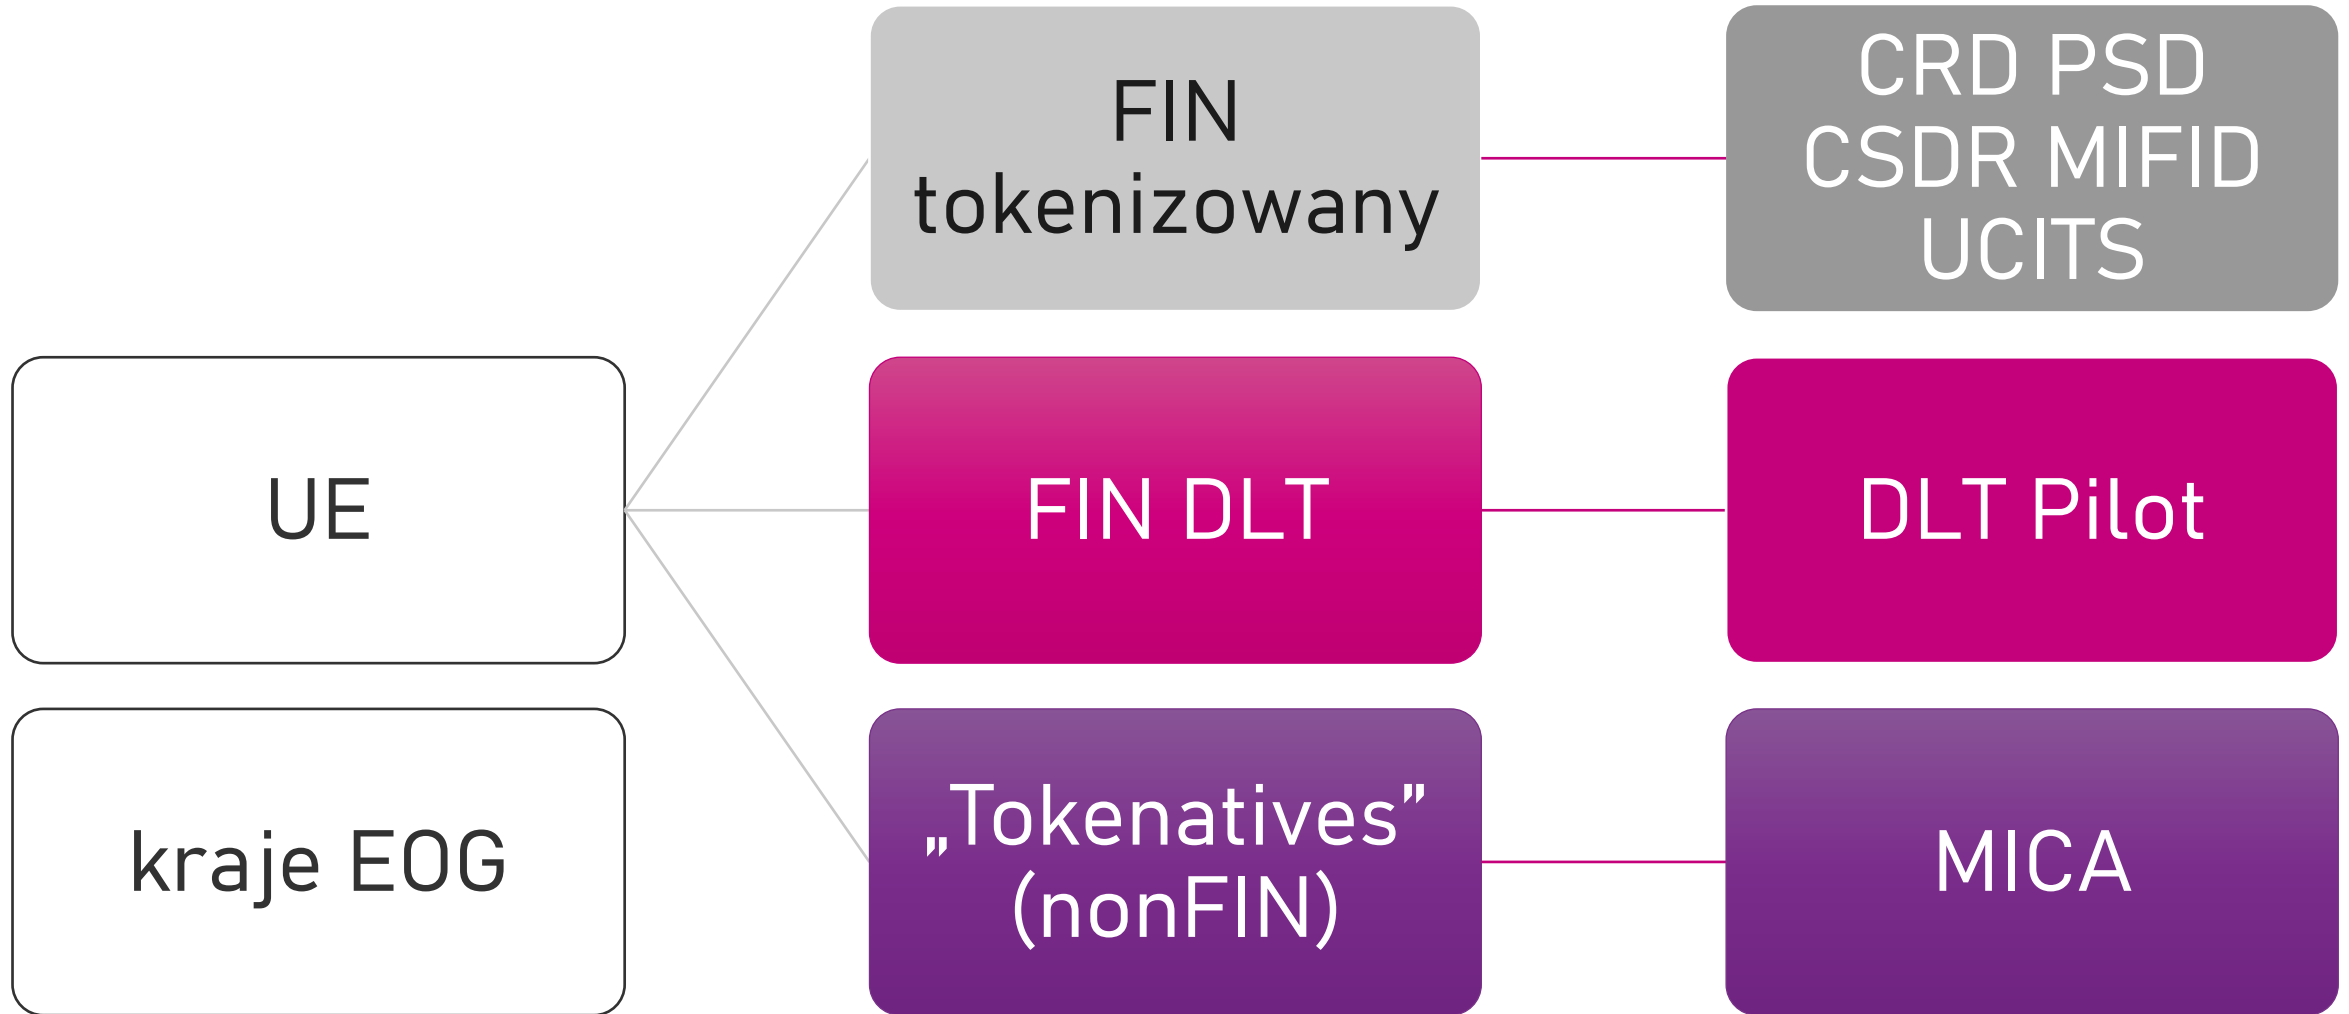 FIN
tokenizowany
CRD PSD
CSDR MIFID
UCITS
UE
FIN DLT
DLT Pilot
kraje EOG
„Tokenatives”
(nonFIN)
MICA